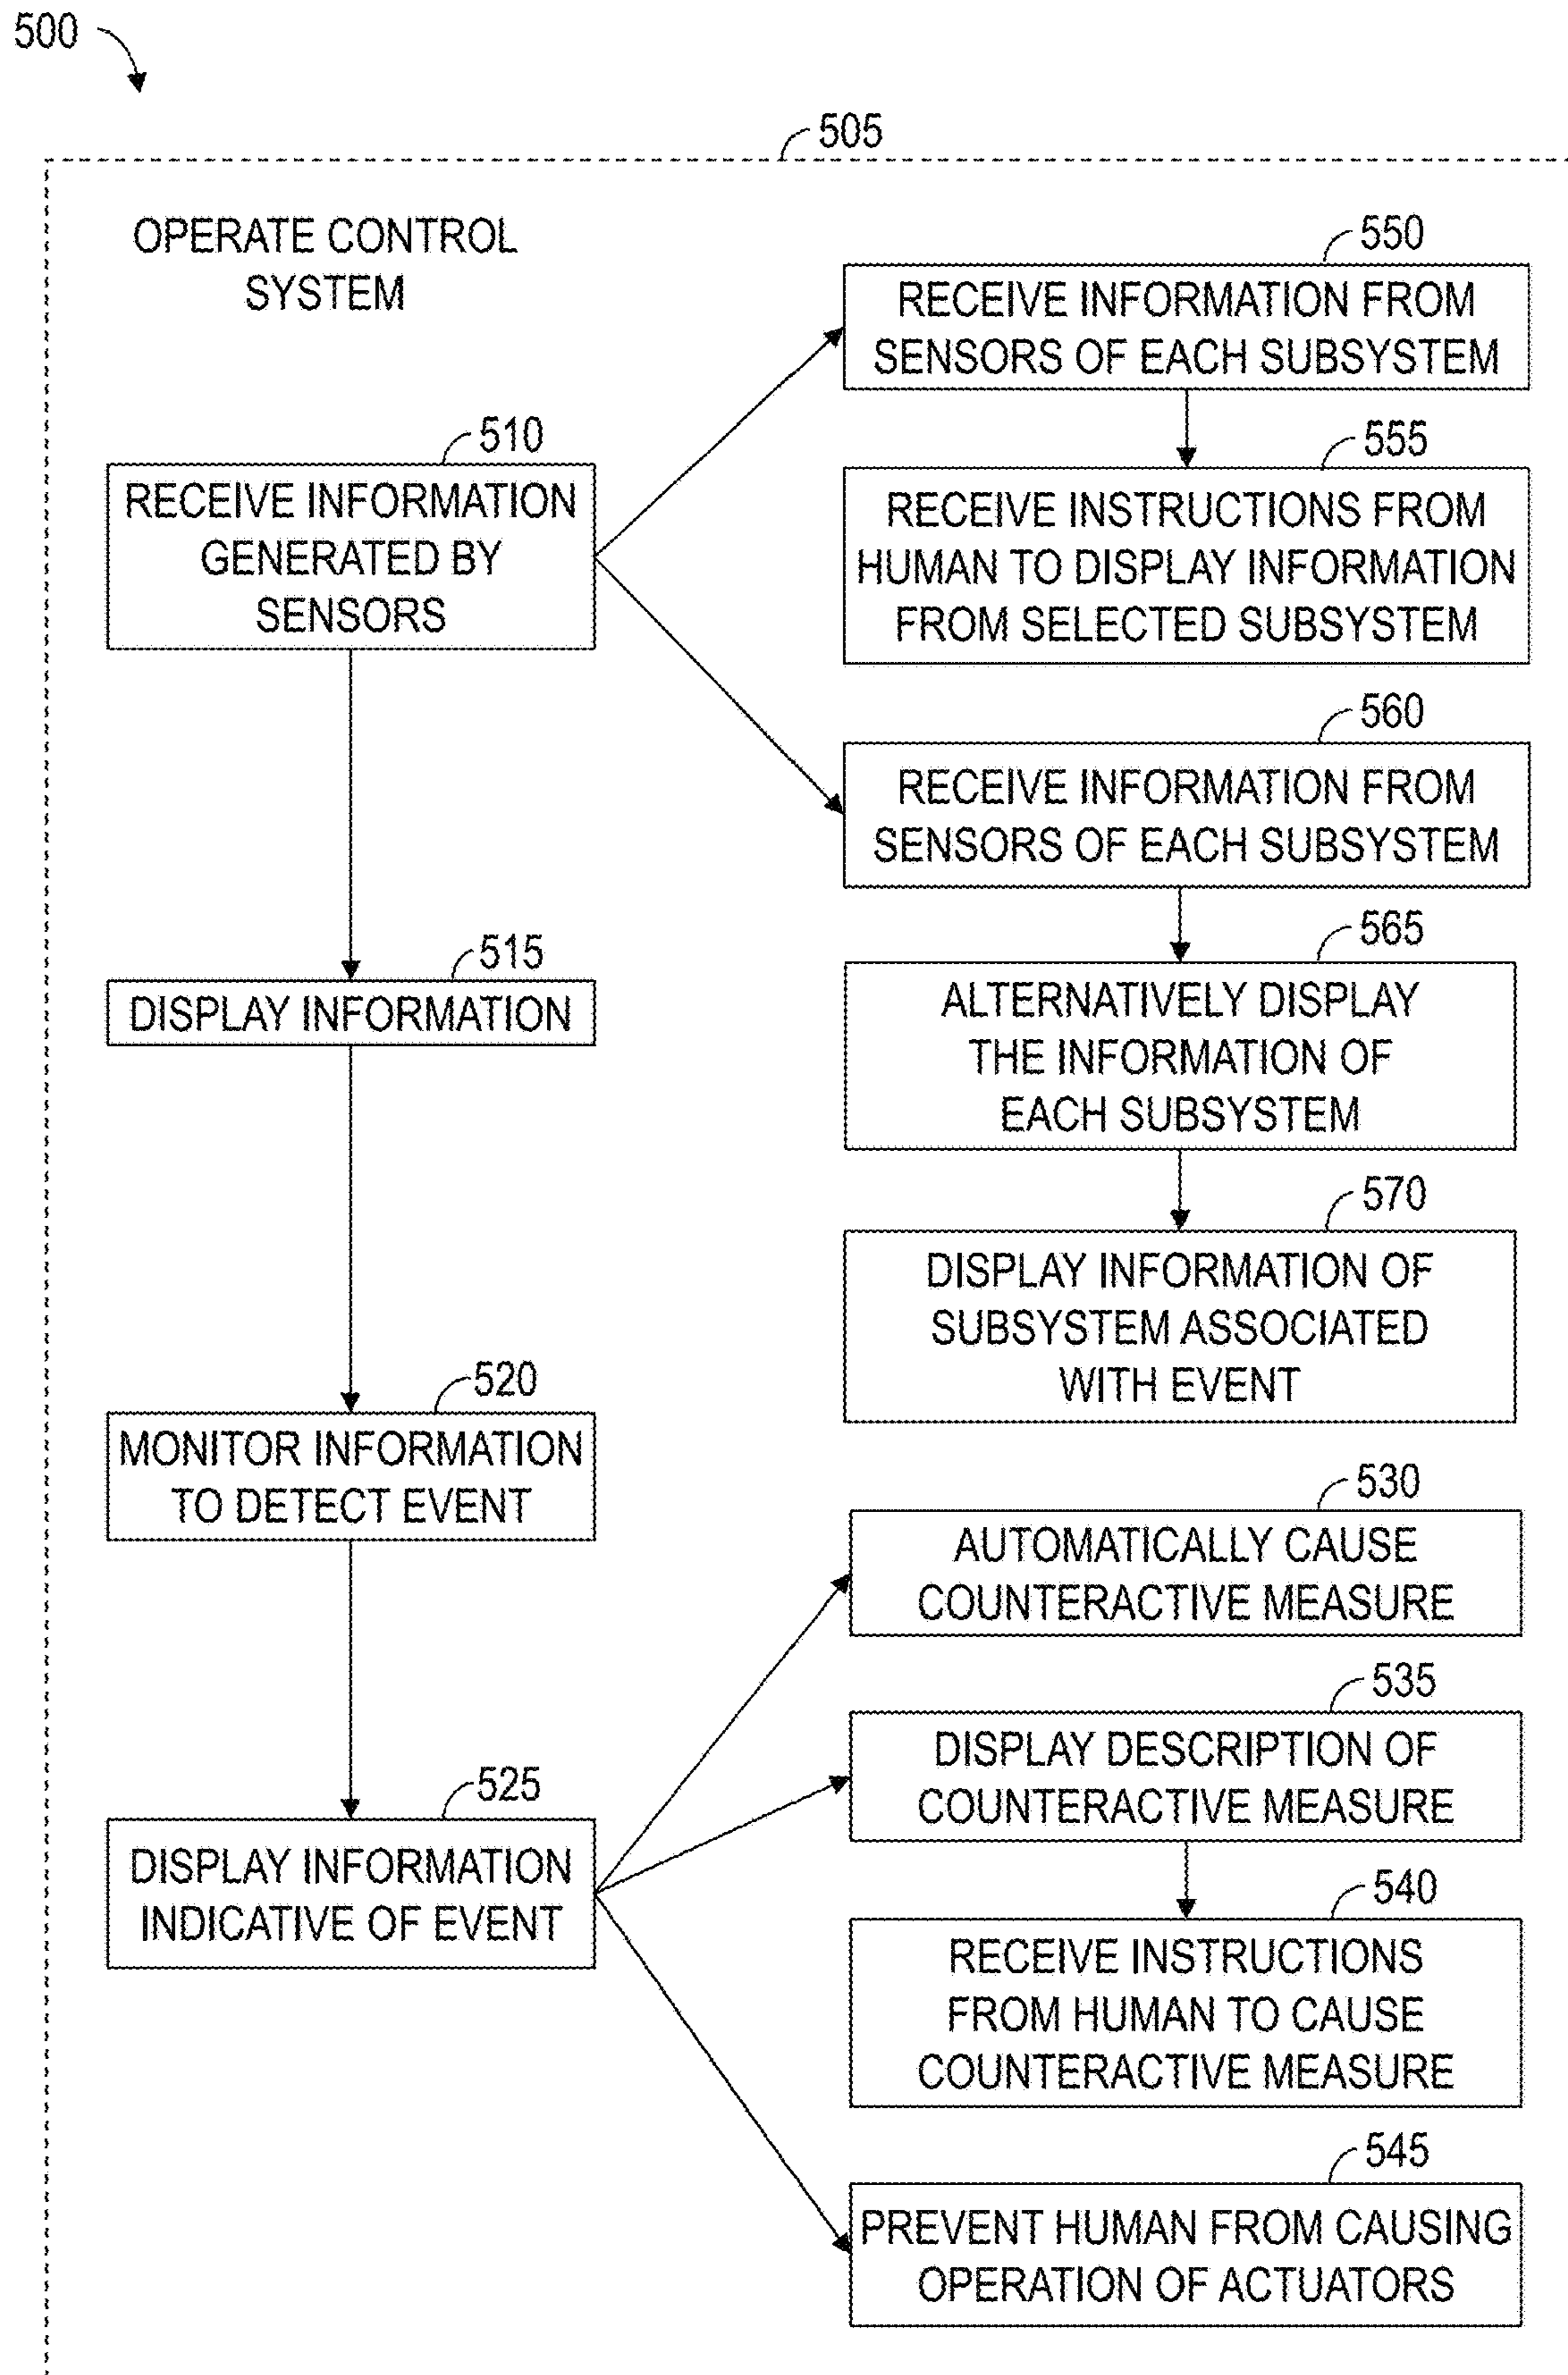 500
505
OPERATE CONTROL
SYSTEM
510
RECEIVE INFORMATION
GENERATED BY
SENSORS
515
DISPLAY INFORMATION
520
MONITOR INFORMATION
TO DETECT EVENT
525
DISPLAY INFORMATION
INDICATIVE OF EVENT
550
RECEIVE INFORMATION FROM
SENSORS OF EACH SUBSYSTEM
555
RECEIVE INSTRUCTIONS FROM
HUMAN TO DISPLAY INFORMATION
FROM SELECTED SUBSYSTEM
560
RECEIVE INFORMATION FROM
SENSORS OF EACH SUBSYSTEM
565
ALTERNATIVELY DISPLAY
THE INFORMATION OF
EACH SUBSYSTEM
570
DISPLAY INFORMATION OF
SUBSYSTEM ASSOCIATED
WITH EVENT
530
AUTOMATICALLY CAUSE
COUNTERACTIVE MEASURE
535
DISPLAY DESCRIPTION OF
COUNTERACTIVE MEASURE
540
RECEIVE INSTRUCTIONS
FROM HUMAN TO CAUSE
COUNTERACTIVE MEASURE
545
PREVENT HUMAN FROM CAUSING
OPERATION OF ACTUATORS